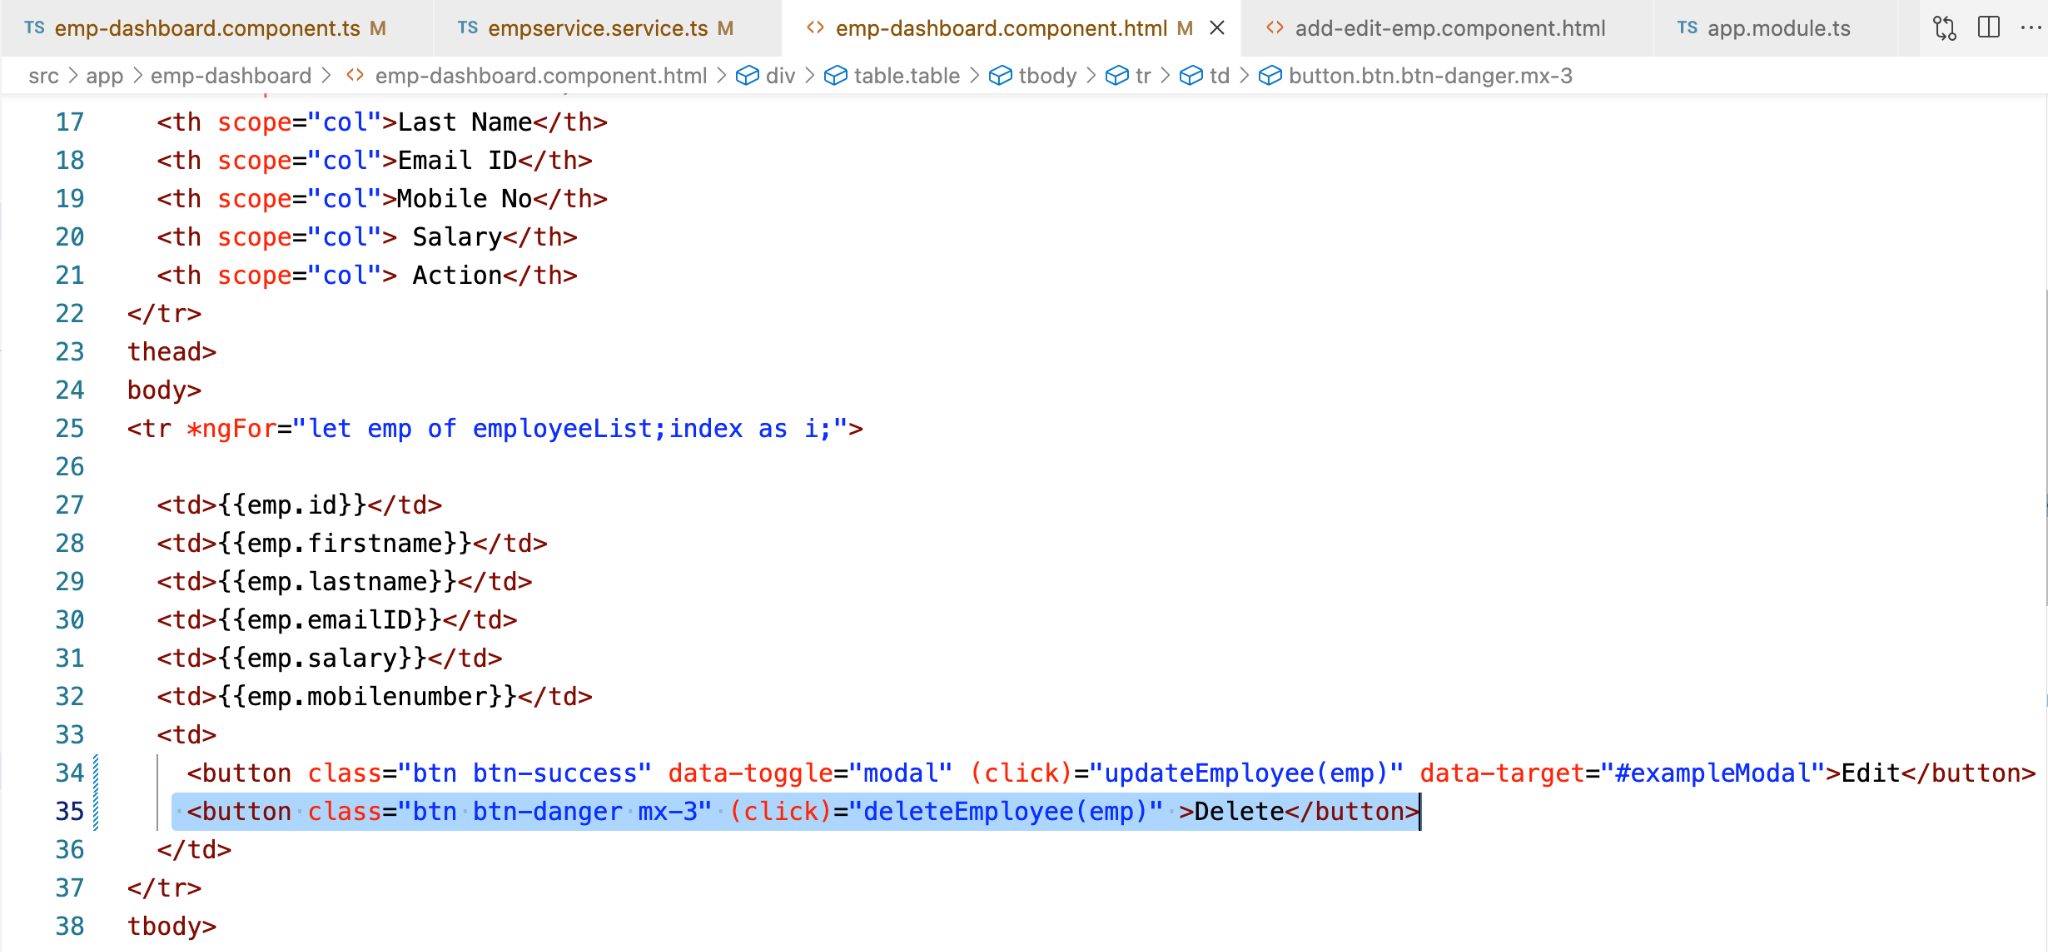 TS emp-dashboard.component.ts M TS empservice.service.ts M <> emp-dashboard.component.html M × <> add-edit-emp.component.html TS app.module.ts ···
src > app > emp-dashboard > <> emp-dashboard.component.html > div > table.table > tbody > tr > td > button.btn.btn-danger.mx-3
17 <th scope="col">Last Name</th>
18 <th scope="col">Email ID</th>
19 <th scope="col">Mobile No</th>
20 <th scope="col"> Salary</th>
21 <th scope="col"> Action</th>
22 </tr>
23 thead>
24 body>
25 <tr *ngFor="let emp of employeeList;index as i;">
26
27 <td>{{emp.id}}</td>
28 <td>{{emp.firstname}}</td>
29 <td>{{emp.lastname}}</td>
30 <td>{{emp.emailID}}</td>
31 <td>{{emp.salary}}</td>
32 <td>{{emp.mobilenumber}}</td>
33 <td>
34 <button class="btn btn-success" data-toggle="modal" (click)="updateEmployee(emp)" data-target="#exampleModal">Edit</button>
35 <button class="btn btn-danger mx-3" (click)="deleteEmployee(emp)" >Delete</button>
36 </td>
37 </tr>
38 tbody>